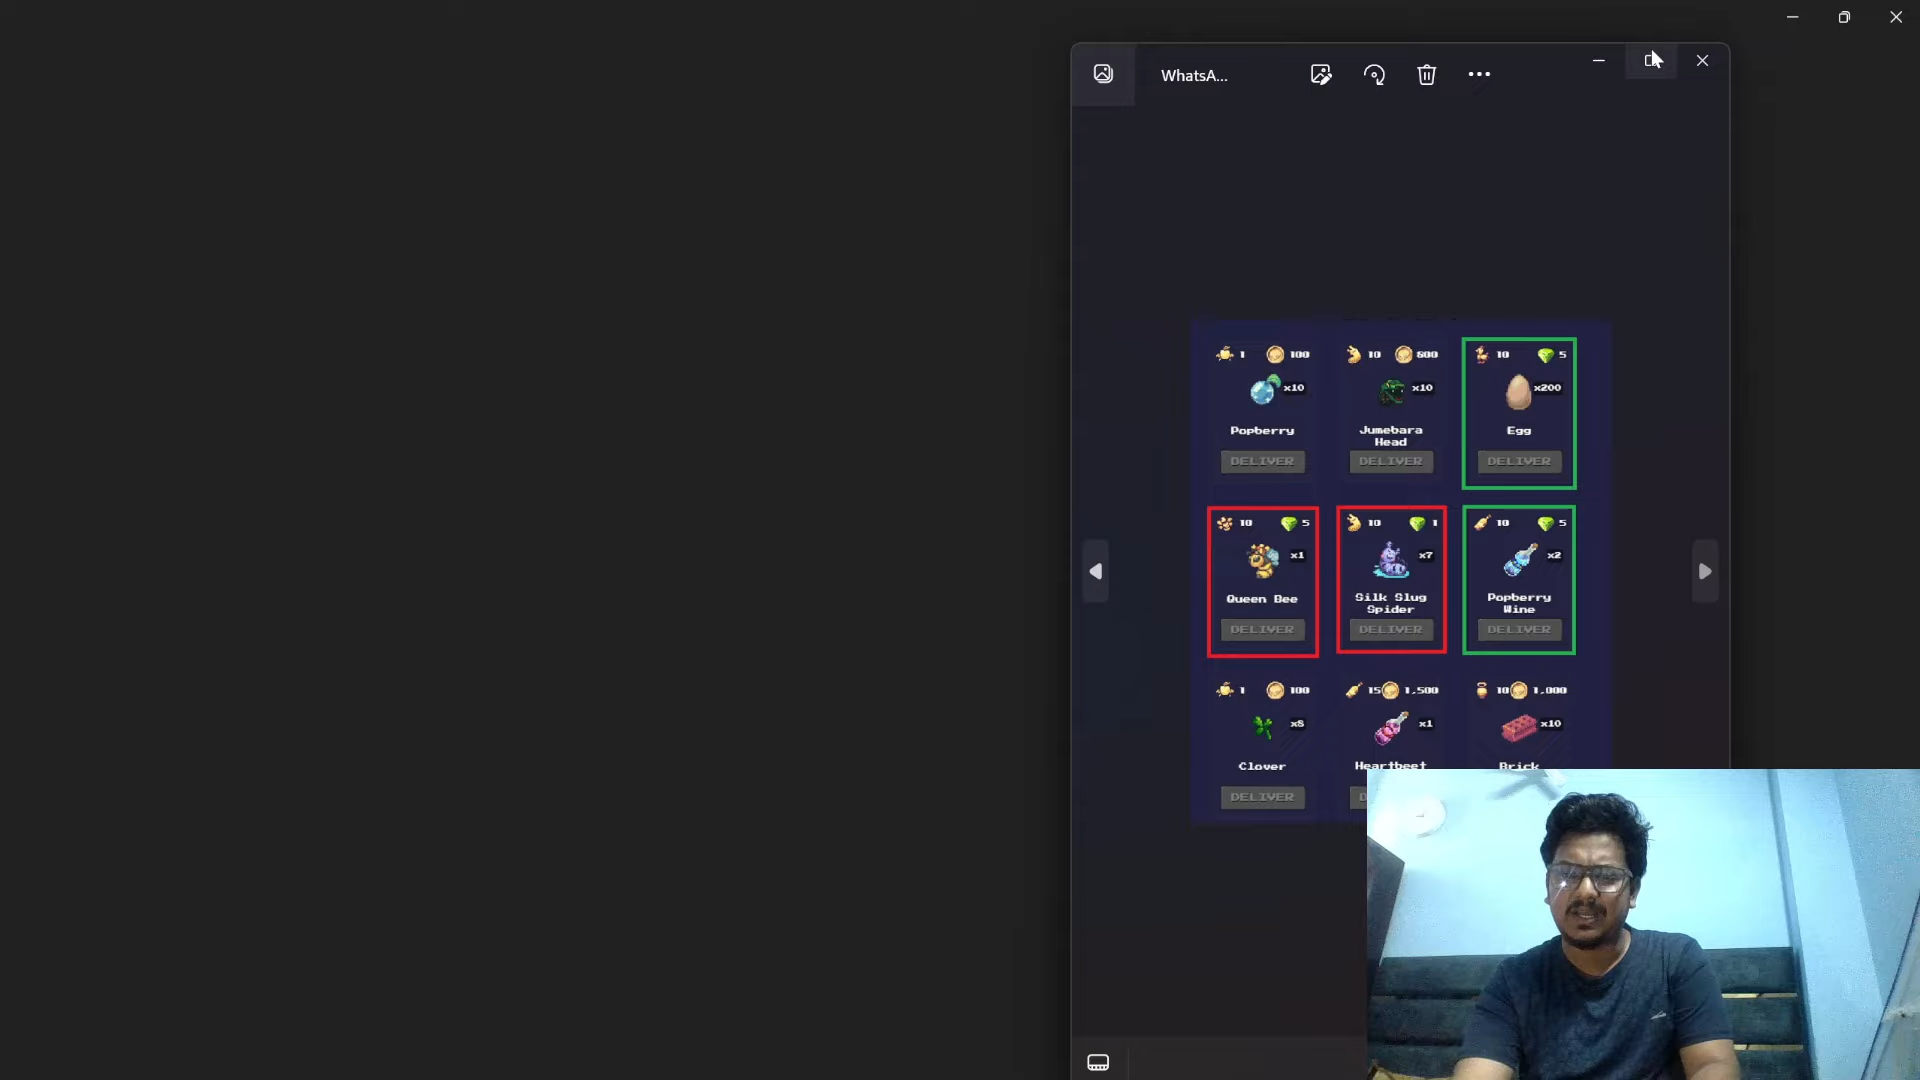 WhatsA...
1 100
x10
Popberry
DELIVER
10 600
x10
Jumebara
Head
DELIVER
10 5
x200
Egg
DELIVER
10 5
x1
Queen Bee
DELIVER
10 1
x7
Silk Slug
Spider
DELIVER
10 5
x2
Popberry
Wine
DELIVER
1 100
x8
Clover
DELIVER
15 1,500
x1
Heartbeet
D
10 1,000
x10
Brick